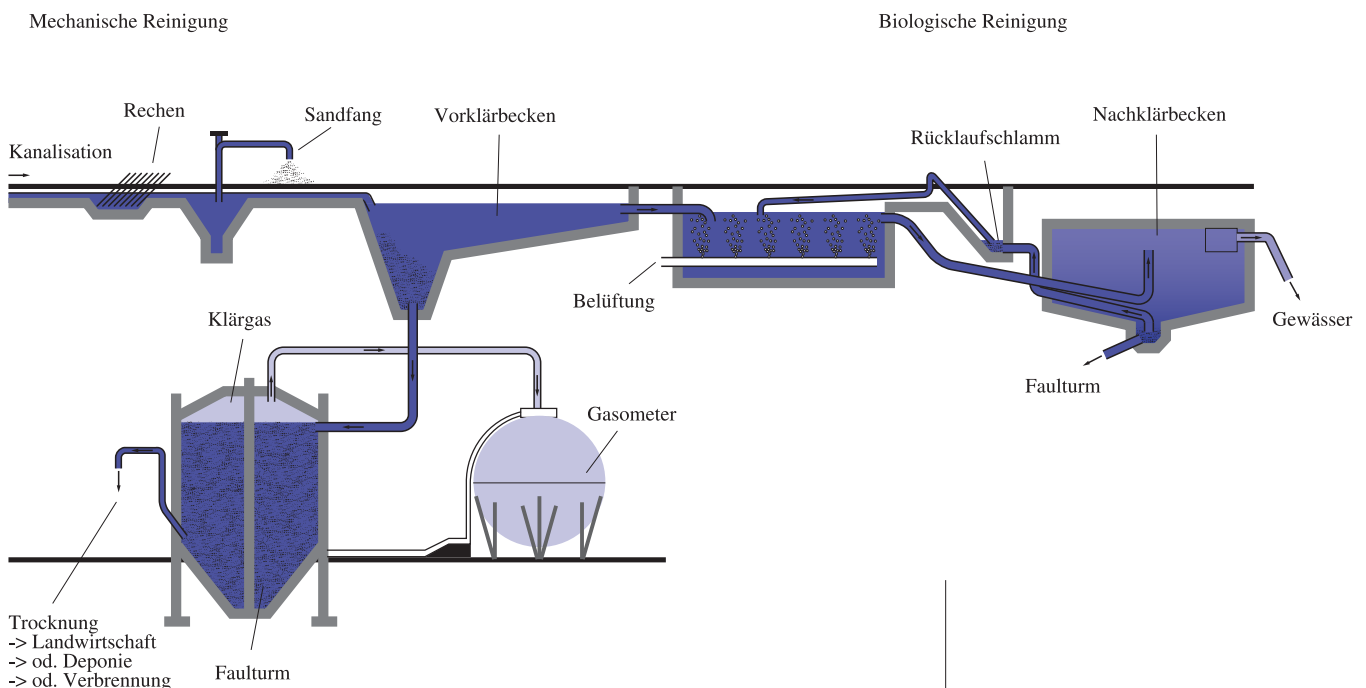 Mechanische Reinigung
Biologische Reinigung
Rechen
Sandfang
Vorklärbecken
Nachklärbecken
Rücklaufschlamm
Kanalisation
Belüftung
Gewässer
Klärgas
Faulturm
Gasometer
Trocknung
-> Landwirtschaft
-> od. Deponie
-> od. Verbrennung
Faulturm